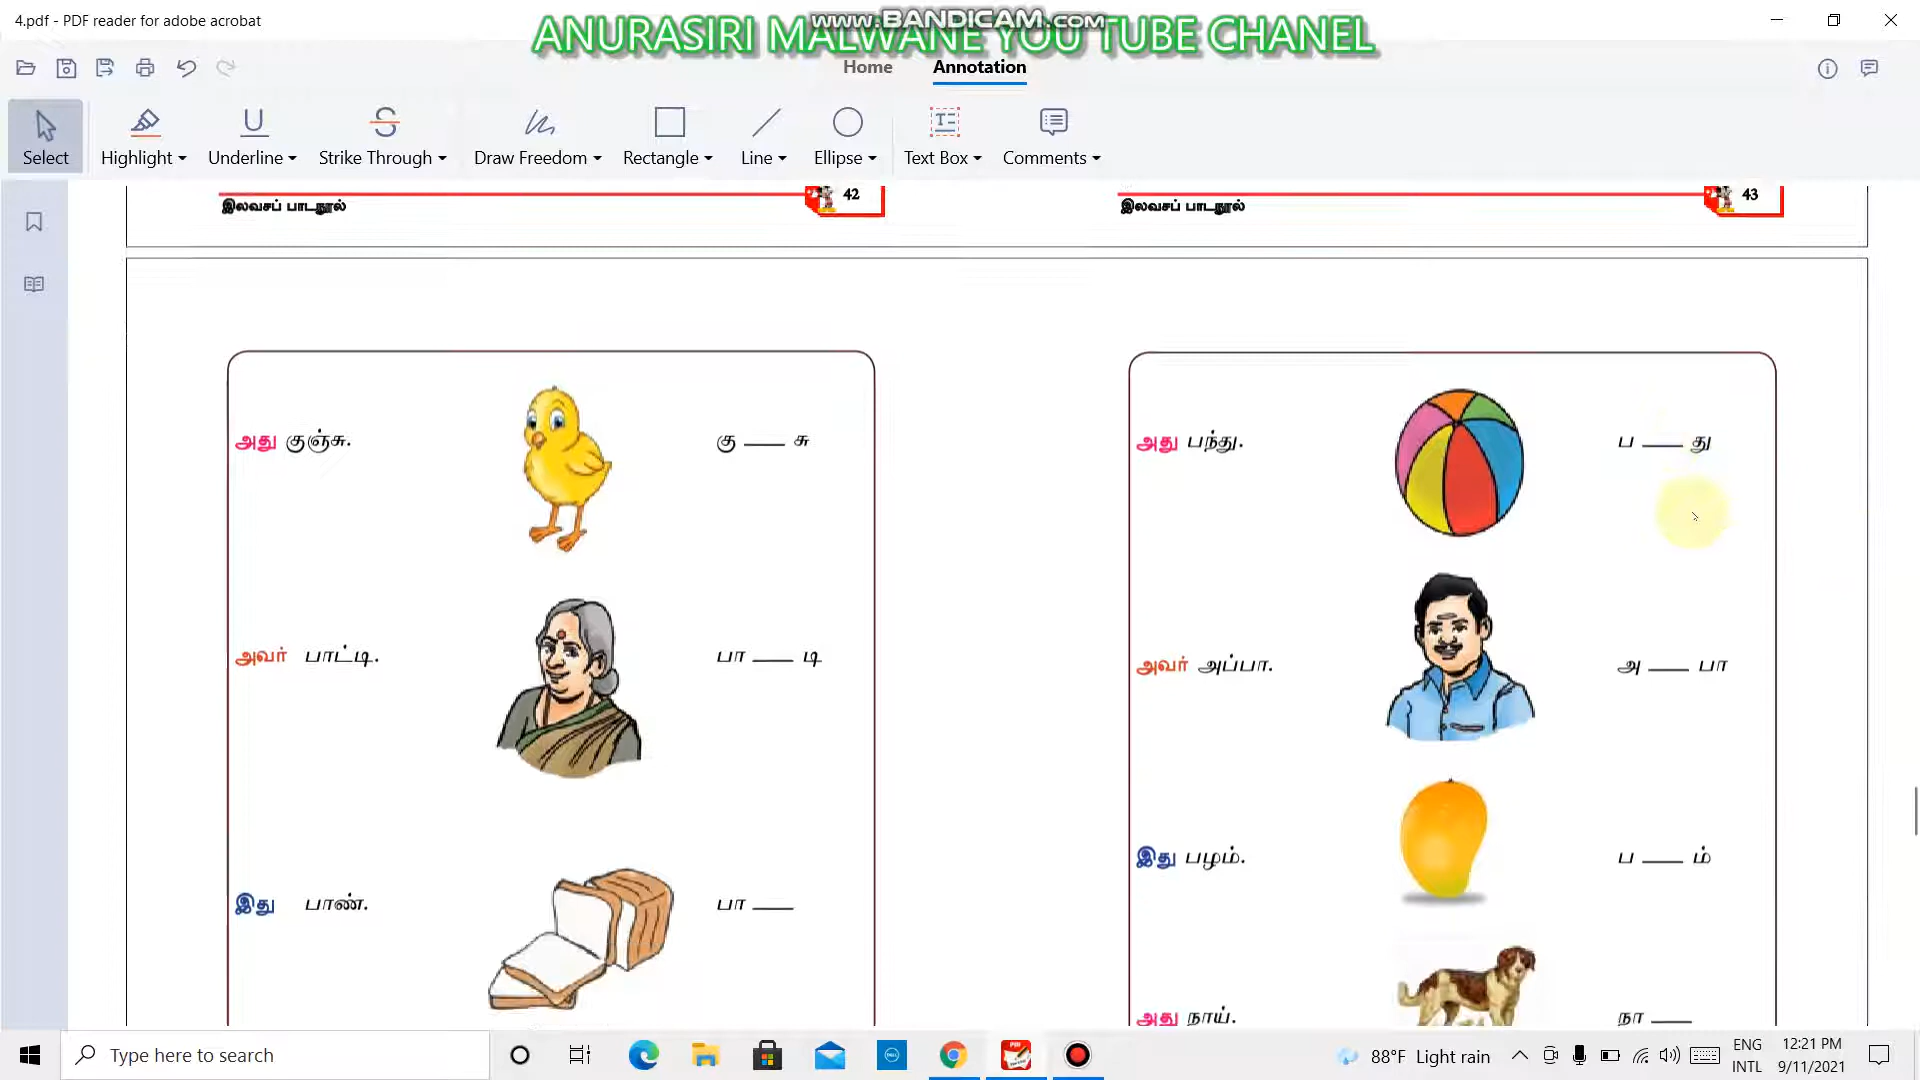 4.pdf - PDF reader for adobe acrobat
www.BANDICAM.com
ANURASIRI MALWANE YOU TUBE CHANEL
Home
Annotation
Select
Highlight
Underline
Strike Through
Draw Freedom
Rectangle
Line
Ellipse
Text Box
Comments
இலவசப் பாடநூல்
42
இலவசப் பாடநூல்
43
அது குஞ்சு.
கு ___ சு
அவர் பாட்டி.
பா ___ டி
இது பாண்.
பா ___
அது பந்து.
ப ___ து
அவர் அப்பா.
அ ___ பா
இது பழம்.
ப ___ ம்
அது நாய்.
நா ___
Type here to search
88°F Light rain
ENG
INTL
12:21 PM
9/11/2021